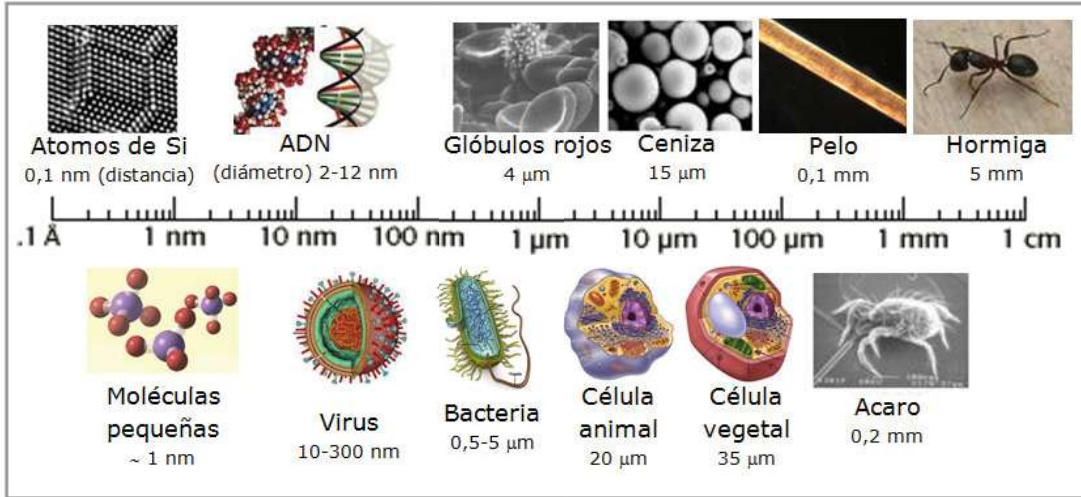 Atomos de Si
0,1 nm (distancia)
ADN
(diámetro) 2-12 nm
Glóbulos rojos
4 μm
Ceniza
15 μm
Pelo
0,1 mm
Hormiga
5 mm
.1 Å 1 nm 10 nm 100 nm 1 μm 10 μm 100 μm 1 mm 1 cm
Moléculas
pequeñas
~ 1 nm
Virus
10-300 nm
Bacteria
0,5-5 μm
Célula
animal
20 μm
Célula
vegetal
35 μm
Acaro
0,2 mm